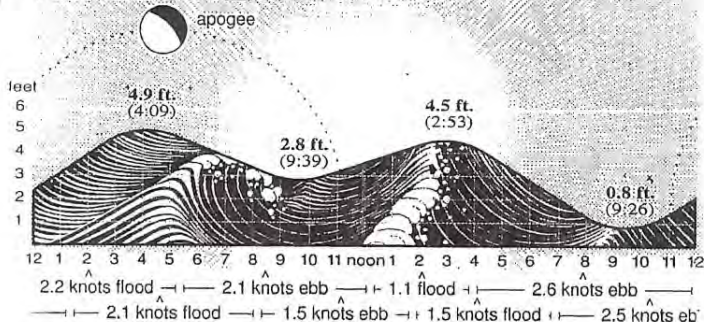 apogee
feet
4.9 ft.
(4:09)
4.5 ft.
(2:53)
2.8 ft.
(9:39)
0.8 ft.
(9:26)
6
5
4
3
2
1
12 1 2 3 4 5 6 7 8 9 10 11 noon 1 2 3 4 5 6 7 8 9 10 11 12
2.2 knots flood 2.1 knots ebb 1.1 flood 2.6 knots ebb
2.1 knots flood 1.5 knots ebb 1.5 knots flood 2.5 knots eb